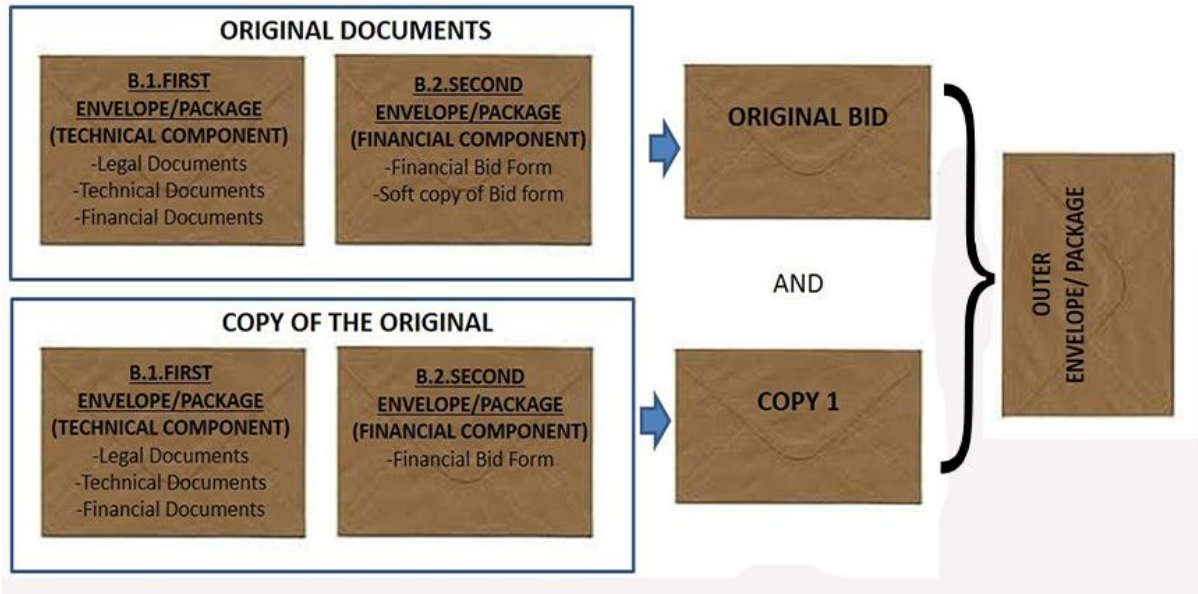 ORIGINAL DOCUMENTS
B.1.FIRST
ENVELOPE/PACKAGE
(TECHNICAL COMPONENT)
-Legal Documents
-Technical Documents
-Financial Documents
B.2.SECOND
ENVELOPE/PACKAGE
(FINANCIAL COMPONENT)
-Financial Bid Form
-Soft copy of Bid form
ORIGINAL BID
AND
COPY OF THE ORIGINAL
B.1.FIRST
ENVELOPE/PACKAGE
(TECHNICAL COMPONENT)
-Legal Documents
-Technical Documents
-Financial Documents
B.2.SECOND
ENVELOPE/PACKAGE
(FINANCIAL COMPONENT)
-Financial Bid Form
COPY 1
OUTER
ENVELOPE/ PACKAGE